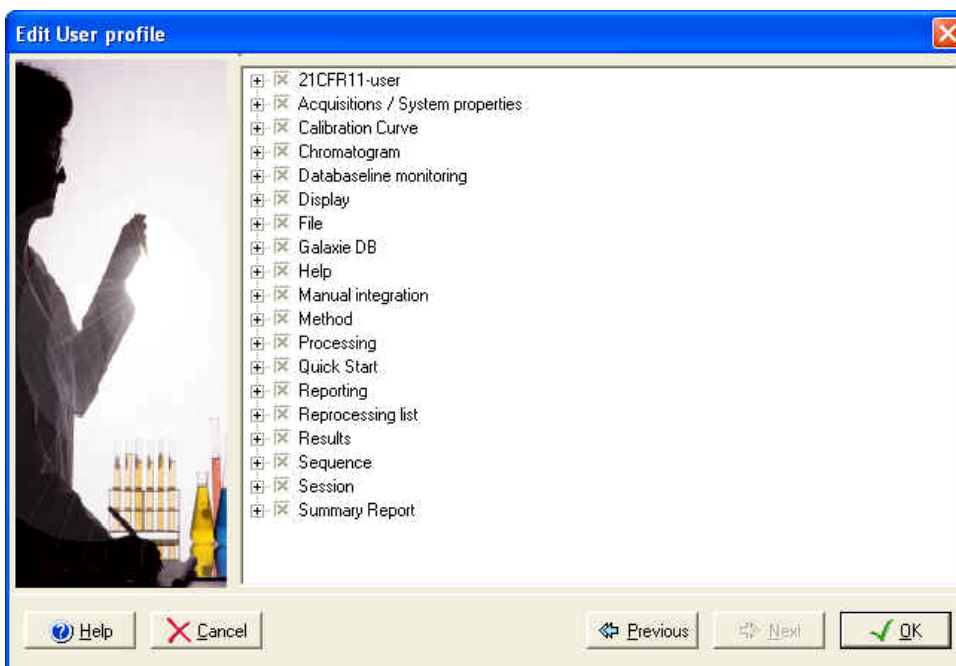 Edit User profile
21CFR11-user
Acquisitions / System properties
Calibration Curve
Chromatogram
Databaseline monitoring
Display
File
Galaxie DB
Help
Manual integration
Method
Processing
Quick Start
Reporting
Reprocessing list
Results
Sequence
Session
Summary Report
Help
Cancel
Previous
Next
OK